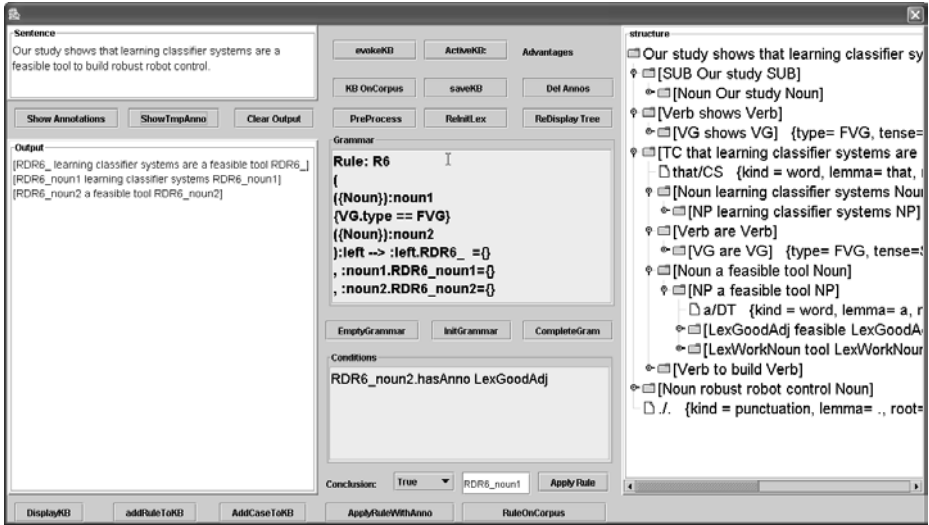 Sentence
Our study shows that learning classifier systems are a
feasible tool to build robust robot control.
Show Annotations
ShowTmpAnno
Clear Output
Output
[RDR6_ learning classifier systems are a feasible tool RDR6_]
[RDR6_noun1 learning classifier systems RDR6_noun1]
[RDR6_noun2 a feasible tool RDR6_noun2]
evokeKB
ActiveKB:
Advantages
KB OnCorpus
saveKB
Del Annos
PreProcess
ReInitLex
ReDisplay Tree
Grammar
Rule: R6
(
({Noun}):noun1
{VG.type == FVG}
({Noun}):noun2
):left --> :left.RDR6_ ={}
, :noun1.RDR6_noun1={}
, :noun2.RDR6_noun2={}
EmptyGrammar
InitGrammar
CompleteGram
Conditions
RDR6_noun2.hasAnno LexGoodAdj
Conclusion:
True
RDR6_noun1
Apply Rule
structure
Our study shows that learning classifier sy
[SUB Our study SUB]
[Noun Our study Noun]
[Verb shows Verb]
[VG shows VG] {type= FVG, tense=
[TC that learning classifier systems are
that/CS {kind = word, lemma= that,
[Noun learning classifier systems Nou
[NP learning classifier systems NP]
[Verb are Verb]
[VG are VG] {type= FVG, tense=
[Noun a feasible tool Noun]
[NP a feasible tool NP]
a/DT {kind = word, lemma= a, r
[LexGoodAdj feasible LexGoodA
[LexWorkNoun tool LexWorkNour
[Verb to build Verb]
[Noun robust robot control Noun]
./. {kind = punctuation, lemma= ., root=
DisplayKB
addRuleToKB
AddCaseToKB
ApplyRuleWithAnno
RuleOnCorpus